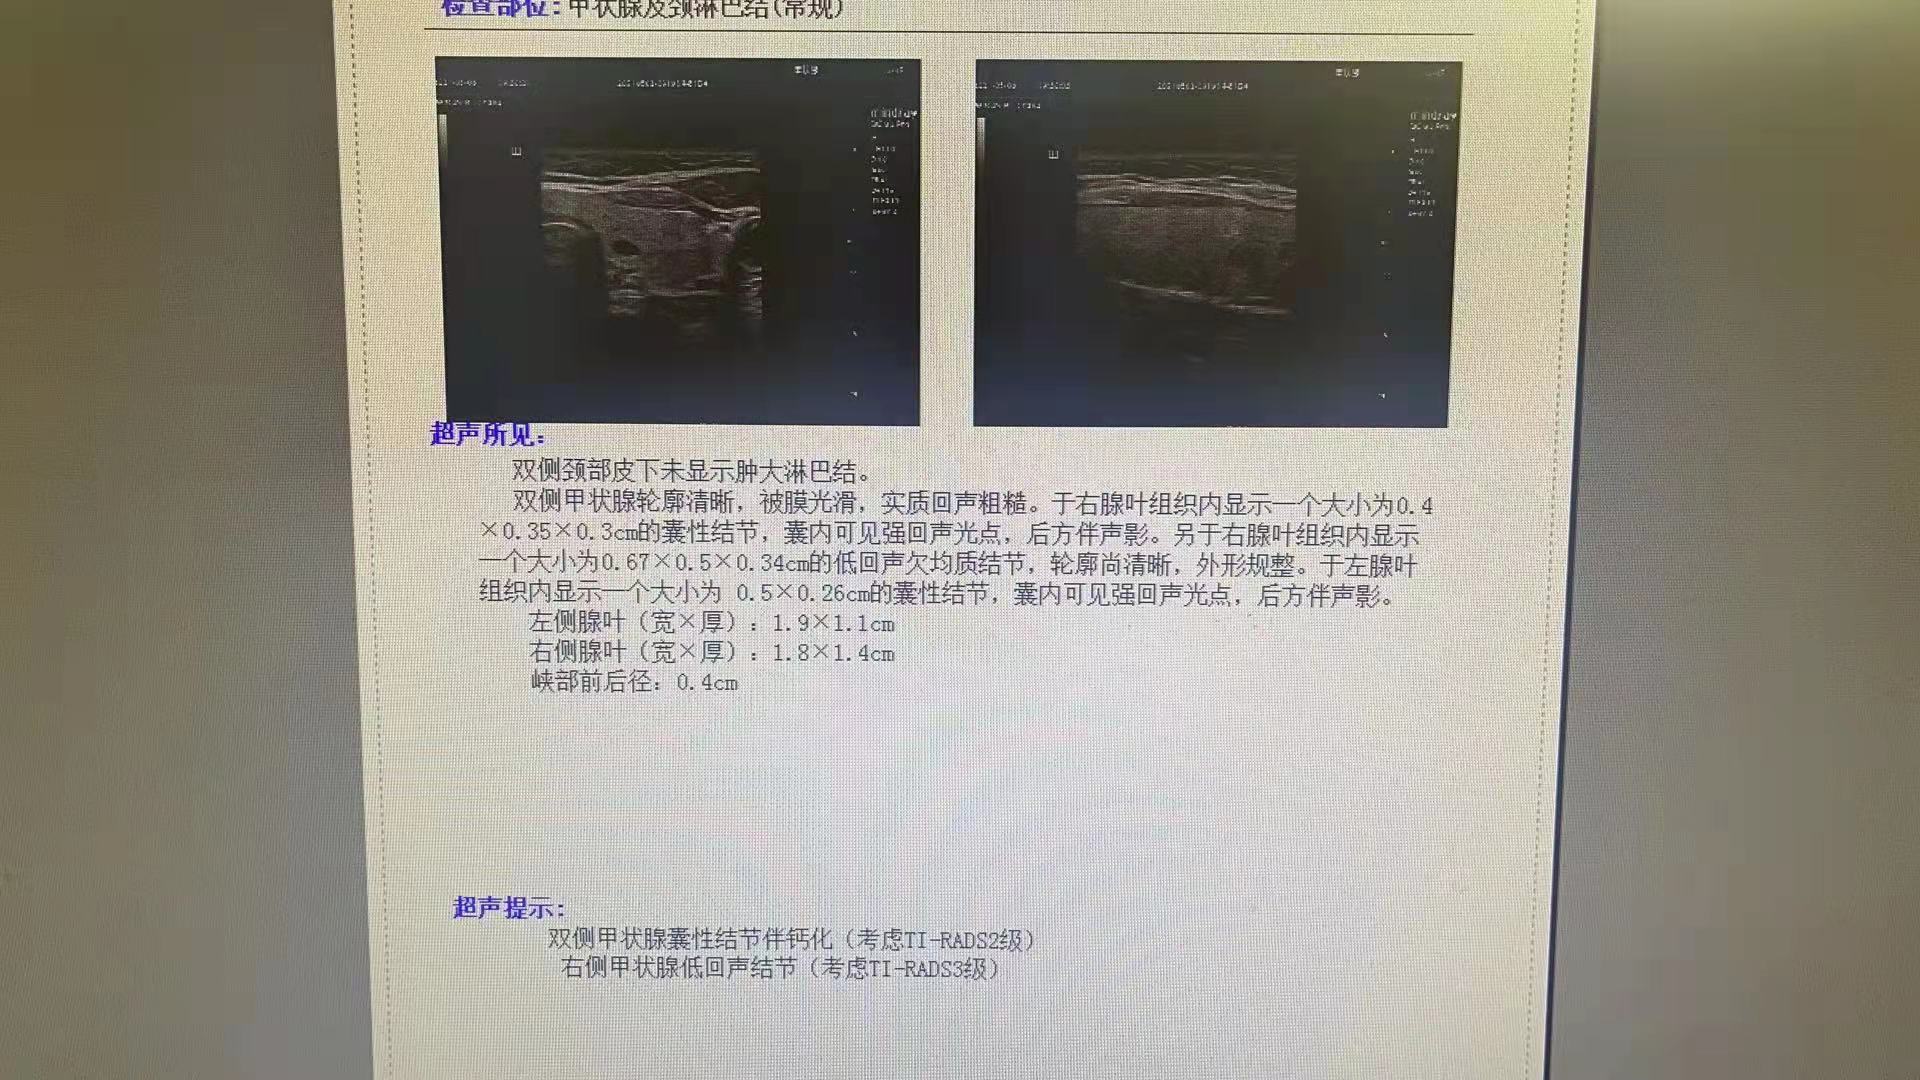 检查部位：甲状腺及颈淋巴结(常规)
mindray
mindray
超声所见：
双侧颈部皮下未显示肿大淋巴结。
双侧甲状腺轮廓清晰，被膜光滑，实质回声粗糙。于右腺叶组织内显示一个大小为0.4
×0.35×0.3cm的囊性结节，囊内可见强回声光点，后方伴声影。另于右腺叶组织内显示
一个大小为0.67×0.5×0.34cm的低回声欠均质结节，轮廓尚清晰，外形规整。于左腺叶
组织内显示一个大小为 0.5×0.26cm的囊性结节，囊内可见强回声光点，后方伴声影。
左侧腺叶（宽×厚）：1.9×1.1cm
右侧腺叶（宽×厚）：1.8×1.4cm
峡部前后径：0.4cm
超声提示：
双侧甲状腺囊性结节伴钙化（考虑TI-RADS2级）
右侧甲状腺低回声结节（考虑TI-RADS3级）